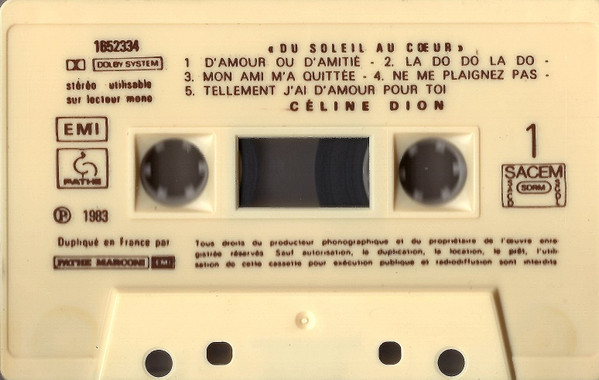 1652334
DOLBY SYSTEM
stéréo utilisable
sur lecteur mono
EMI
PATHE
℗ 1983
Dupliqué en France par
PATHE MARCONI EMI
«DU SOLEIL AU CŒUR»
1 D'AMOUR OU D'AMITIÉ - 2. LA DO DO LA DO -
3. MON AMI M'A QUITTÉE - 4. NE ME PLAIGNEZ PAS -
5. TELLEMENT J'AI D'AMOUR POUR TOI
CÉLINE DION
1
SACEM
SDRM
SACD
Tous droits du producteur phonographique et du propriétaire de l'œuvre enre-
gistrée réservés Sauf autorisation, la duplication, la location, le prêt, l'utili-
sation de cette cassette pour exécution publique et radiodiffusion sont interdits